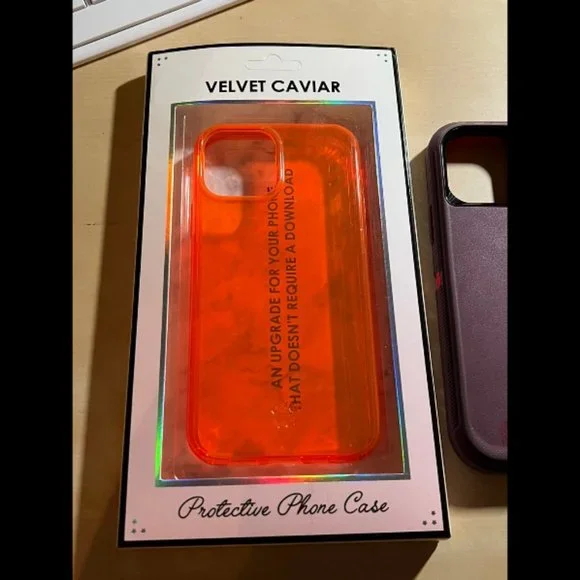 VELVET CAVIAR
AN UPGRADE FOR YOUR PHONE
THAT DOESN'T REQUIRE A DOWNLOAD
Protective Phone Case